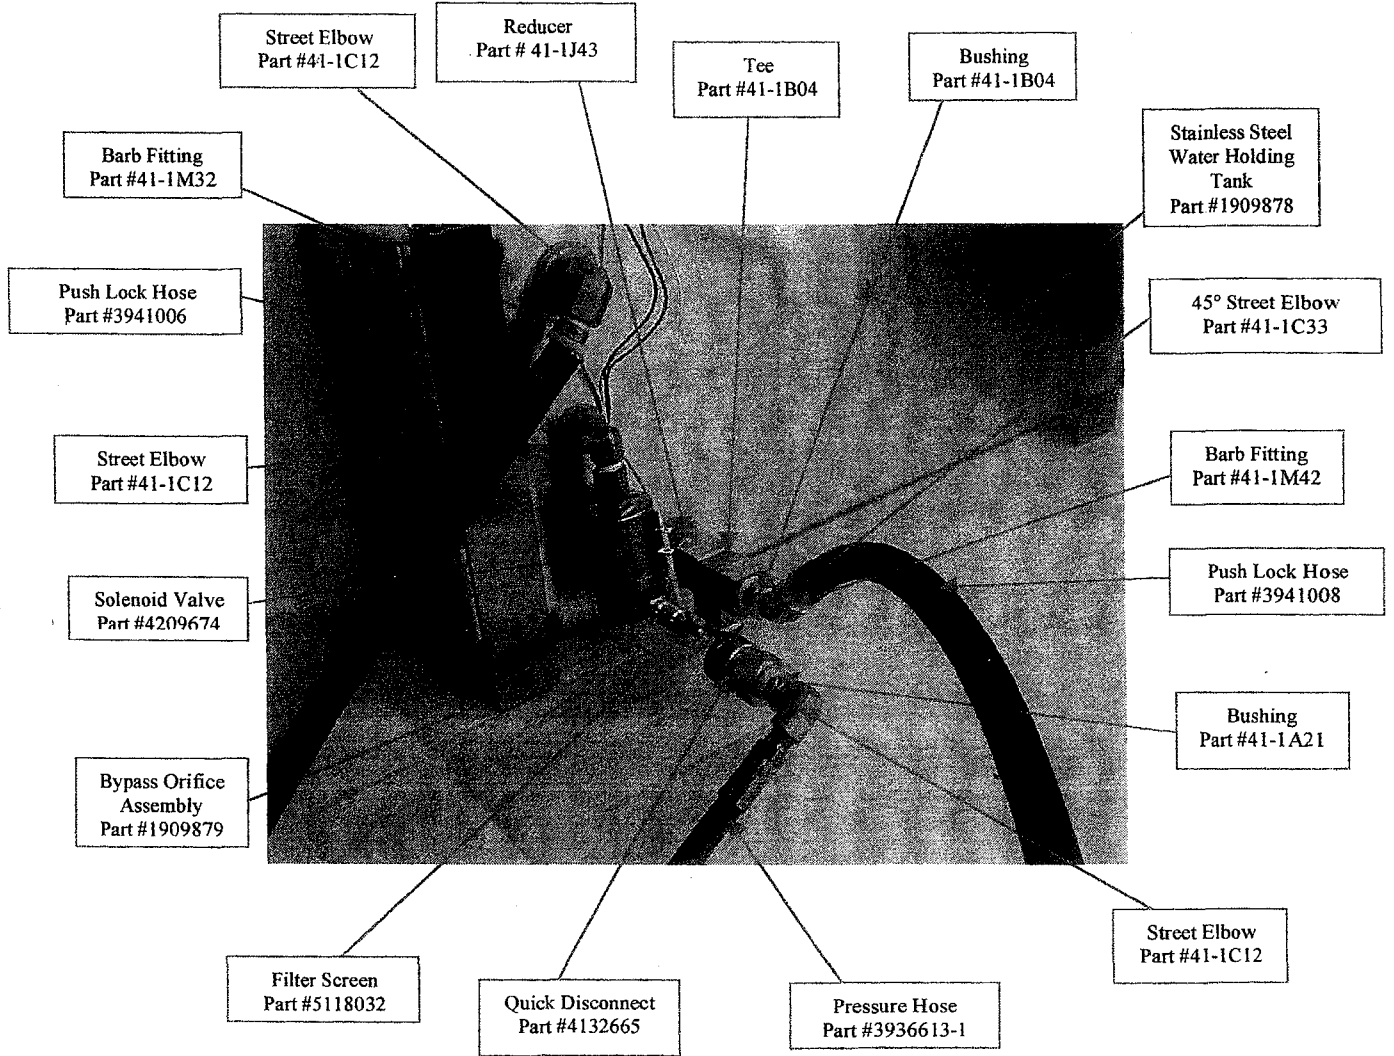 Street Elbow
Part #41-1C12
Reducer
Part # 41-1J43
Tee
Part #41-1B04
Bushing
Part #41-1B04
Barb Fitting
Part #41-1M32
Stainless Steel
Water Holding
Tank
Part #1909878
Push Lock Hose
Part #3941006
45° Street Elbow
Part #41-1C33
Street Elbow
Part #41-1C12
Barb Fitting
Part #41-1M42
Solenoid Valve
Part #4209674
Push Lock Hose
Part #3941008
Bushing
Part #41-1A21
Bypass Orifice
Assembly
Part #1909879
Street Elbow
Part #41-1C12
Filter Screen
Part #5118032
Quick Disconnect
Part #4132665
Pressure Hose
Part #3936613-1